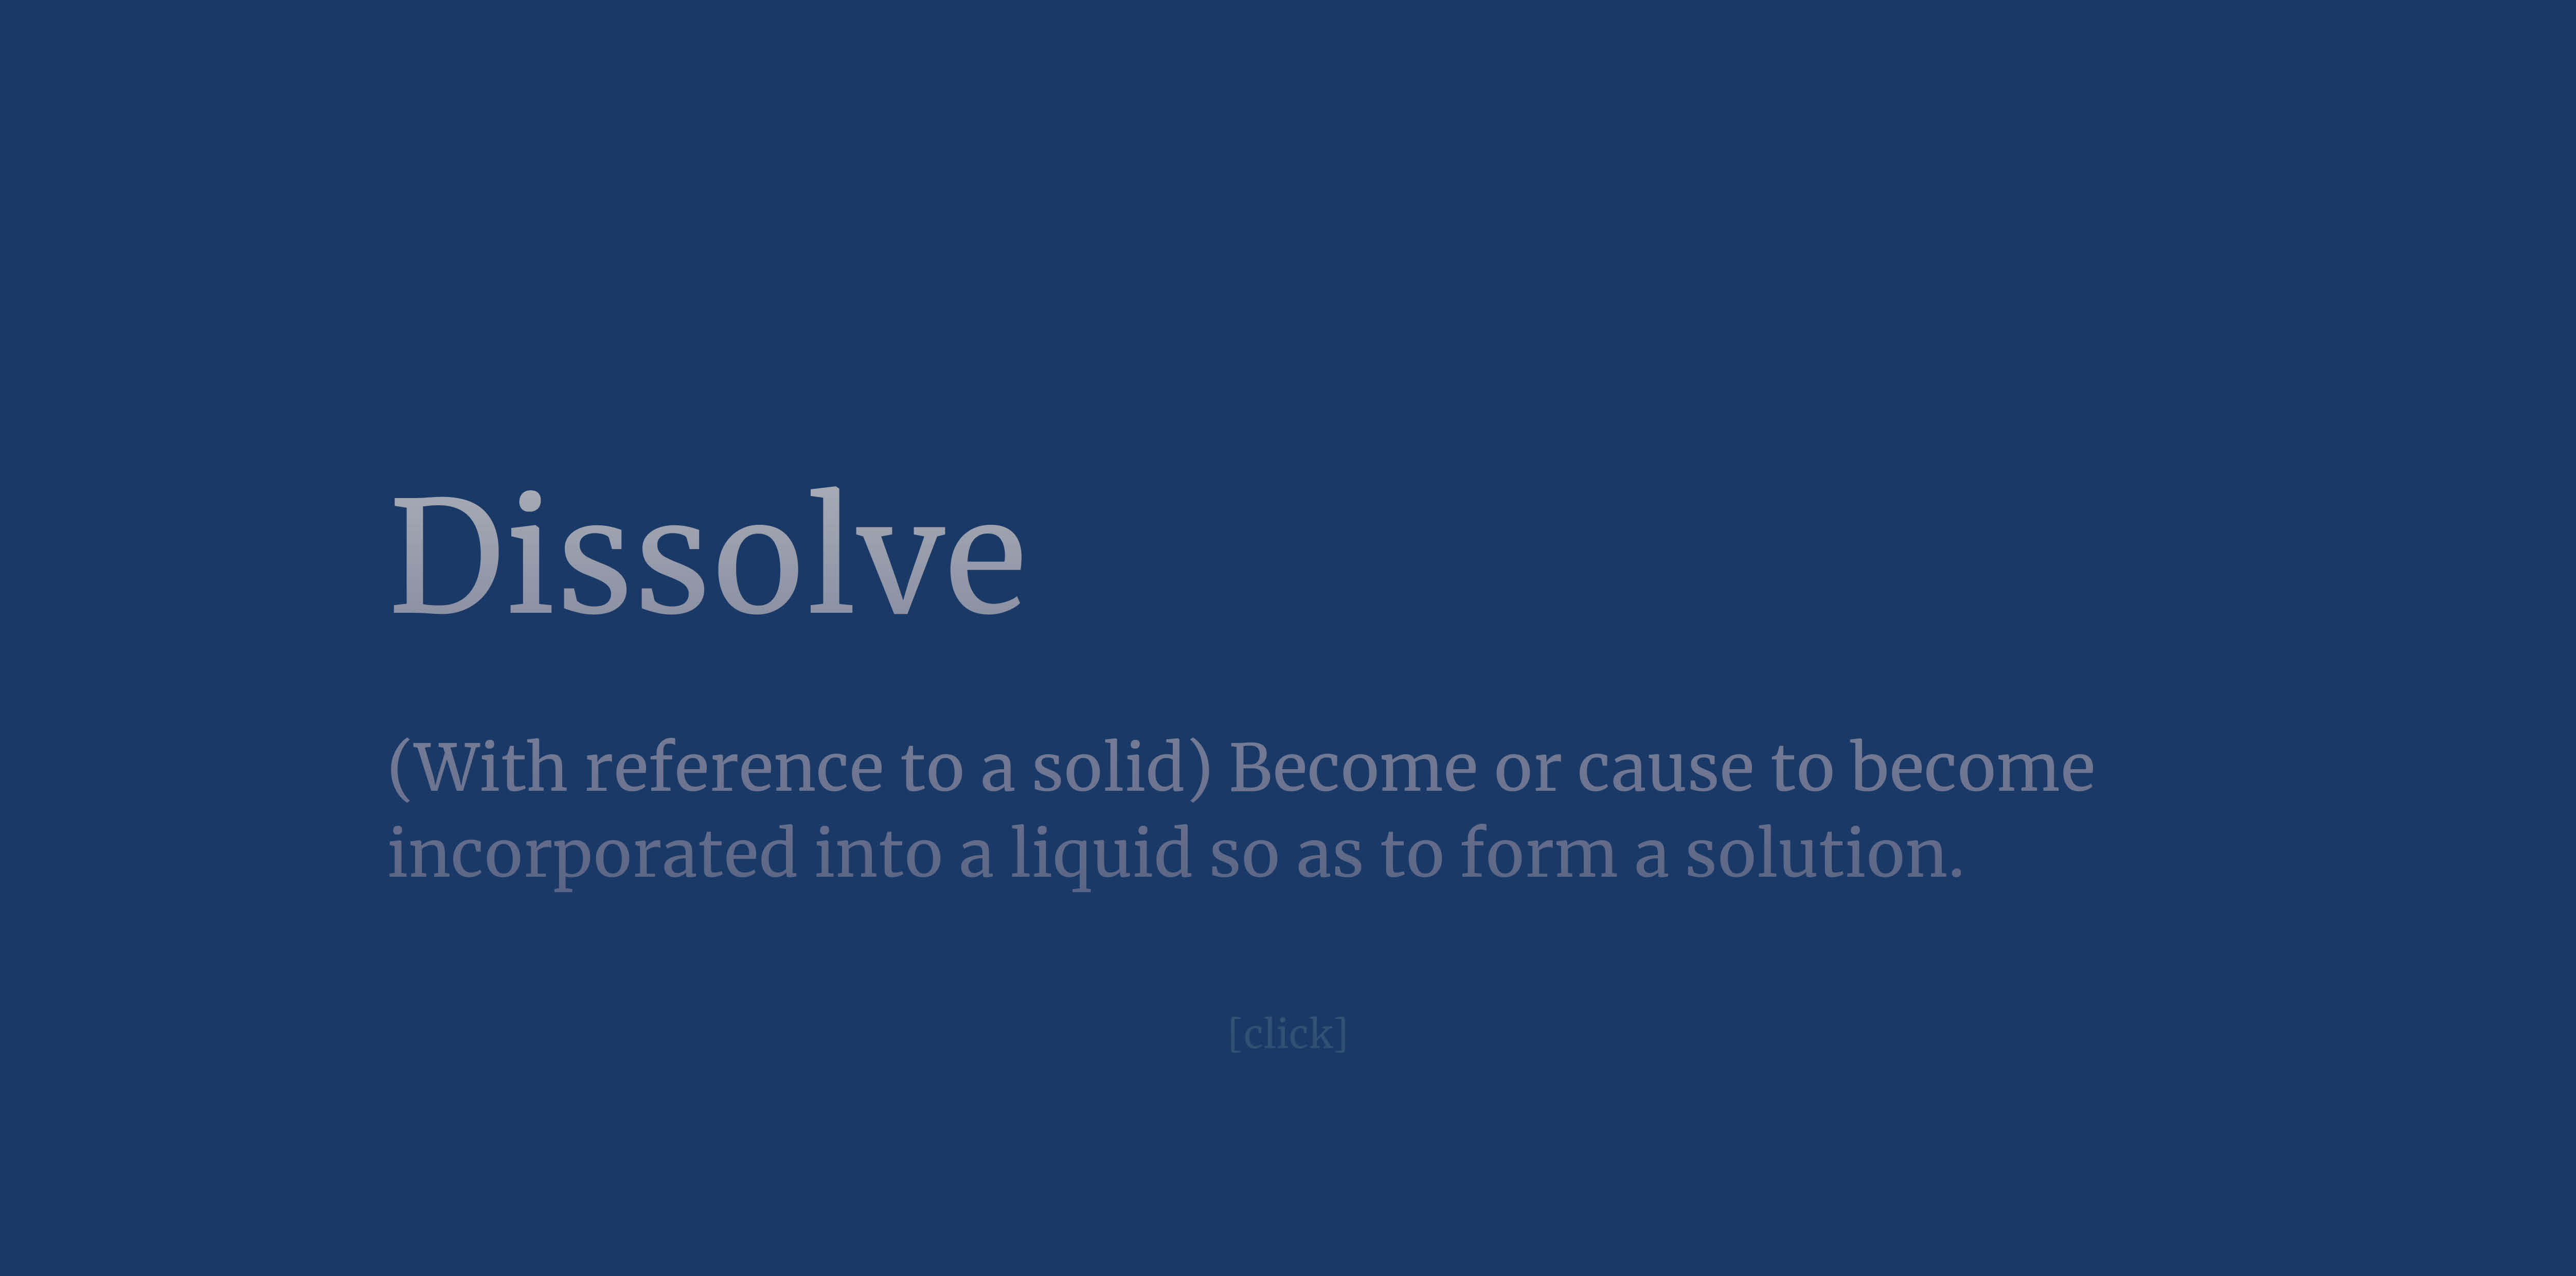 Dissolve
(With reference to a solid) Become or cause to become
incorporated into a liquid so as to form a solution.
[click]